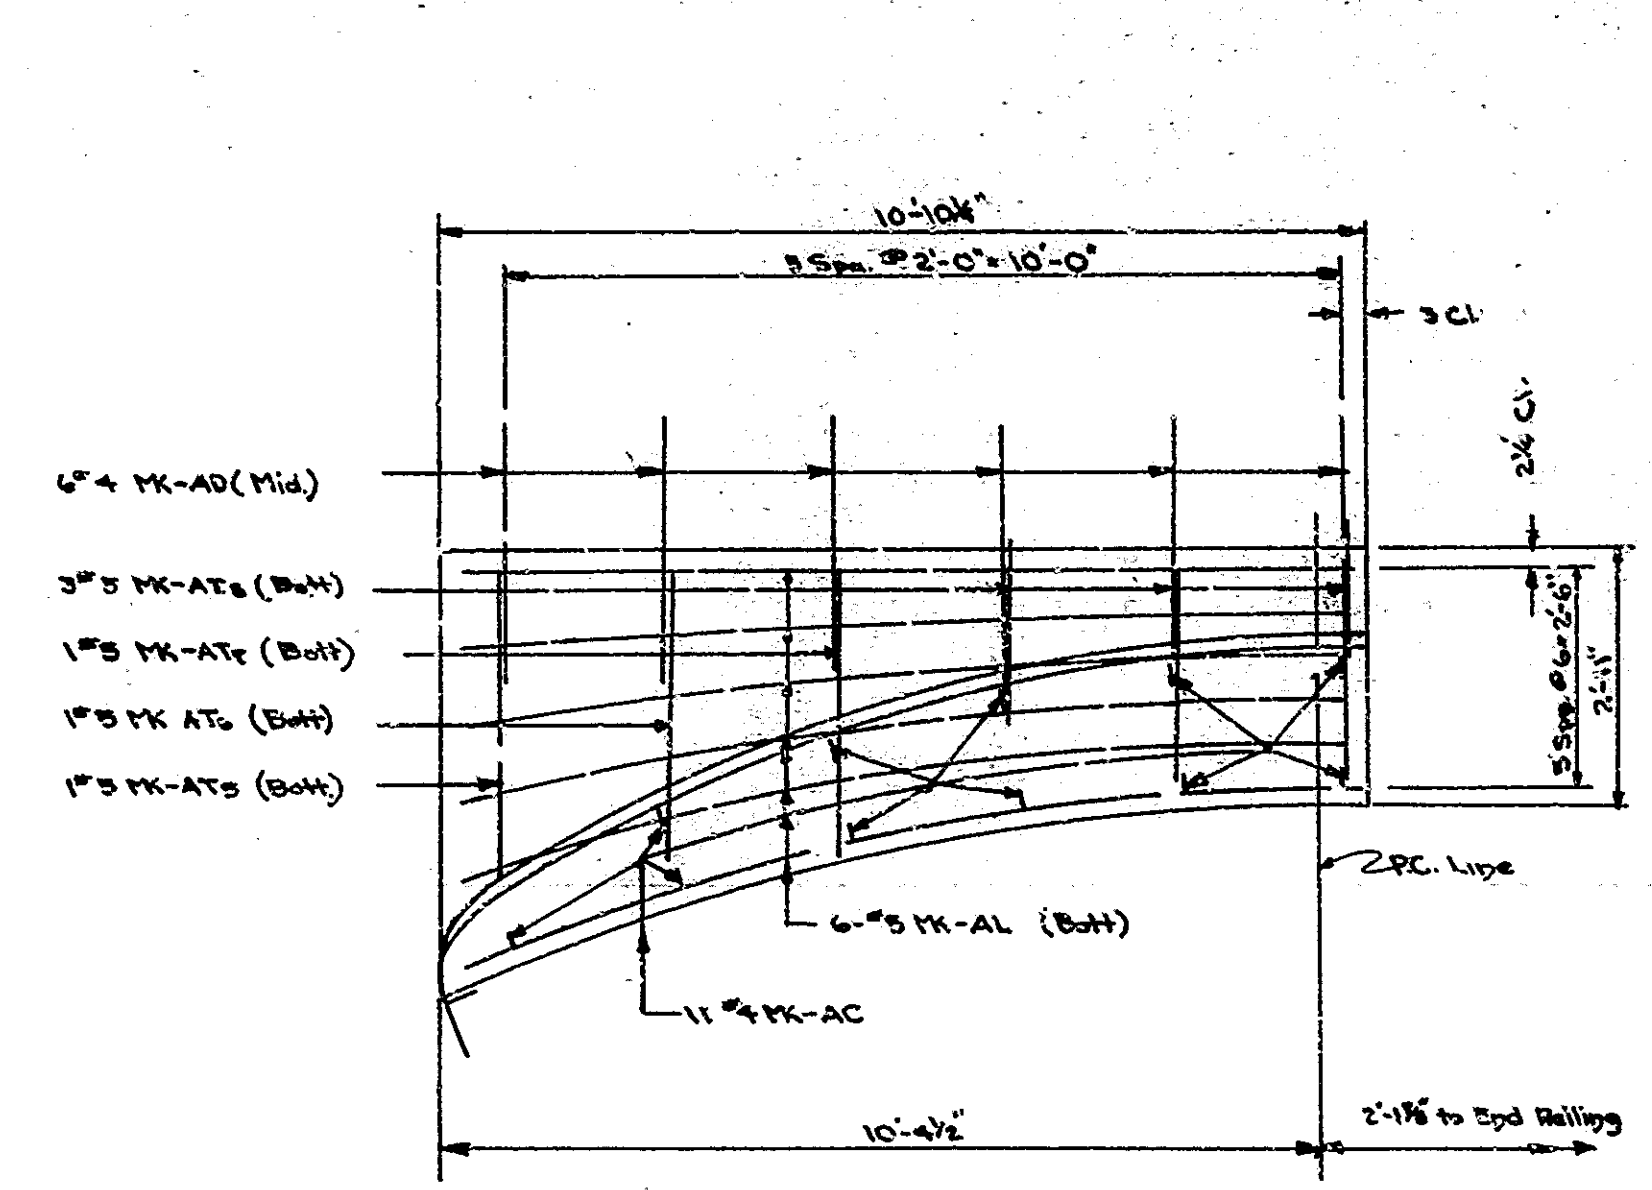 10'-10¼"
5 Spa. @ 2'-0" = 10'-0"
3 Cl.
2¼ Cl.
6#4 MK-AD (Mid.)
3#5 MK-AT8 (Bott)
1#5 MK-AT7 (Bott)
1#5 MK AT6 (Bott)
1#5 MK-AT5 (Bott.)
5 Spa. @ 6 = 2'-6"
2'-11"
P.C. Line
6-#5 MK-AL (Bott)
11 #4 MK-AC
10'-4½"
2'-1⅞" to End Railing